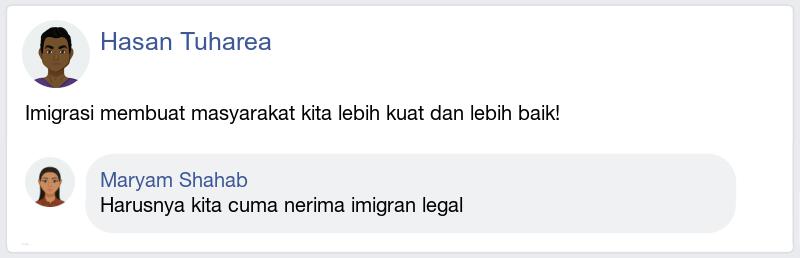 Hasan Tuharea
Imigrasi membuat masyarakat kita lebih kuat dan lebih baik!
Maryam Shahab
Harusnya kita cuma nerima imigran legal